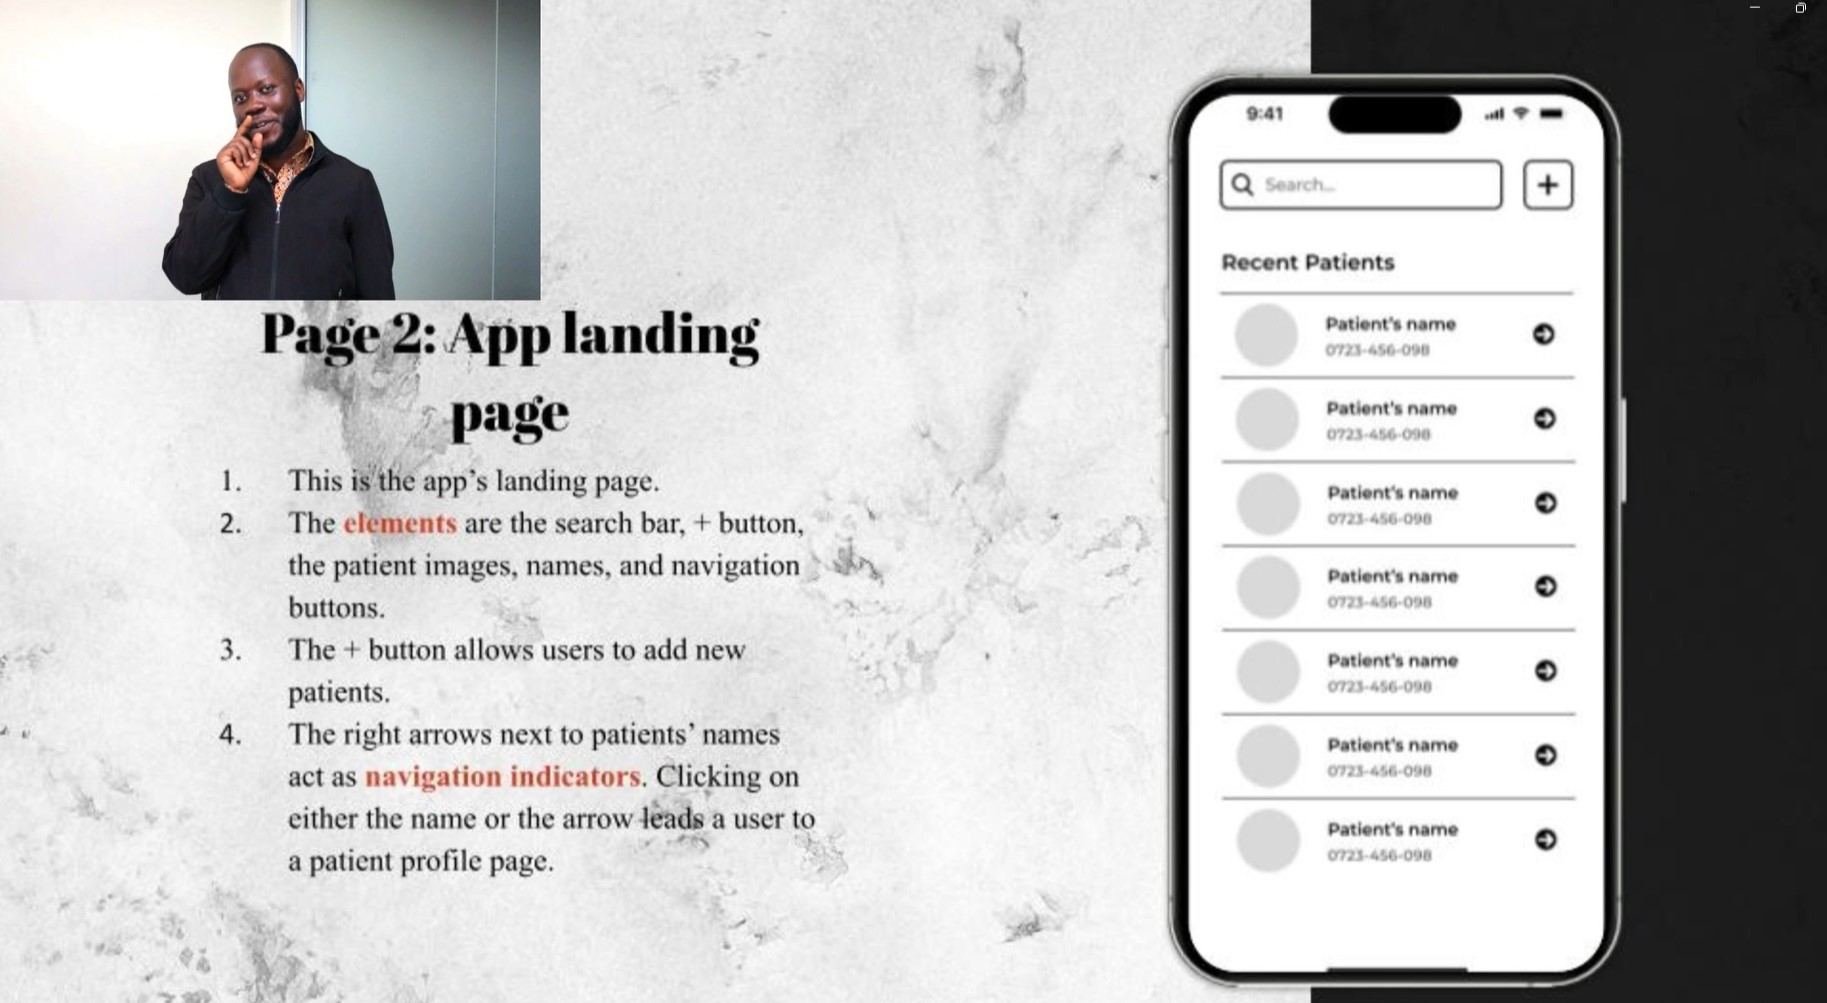 Page 2: App landing
page
1. This is the app’s landing page.
2. The elements are the search bar, + button,
the patient images, names, and navigation
buttons.
3. The + button allows users to add new
patients.
4. The right arrows next to patients’ names
act as navigation indicators. Clicking on
either the name or the arrow leads a user to
a patient profile page.
9:41
Search...
+
Recent Patients
Patient's name
0723-456-098
Patient's name
0723-456-098
Patient's name
0723-456-098
Patient's name
0723-456-098
Patient's name
0723-456-098
Patient's name
0723-456-098
Patient's name
0723-456-098